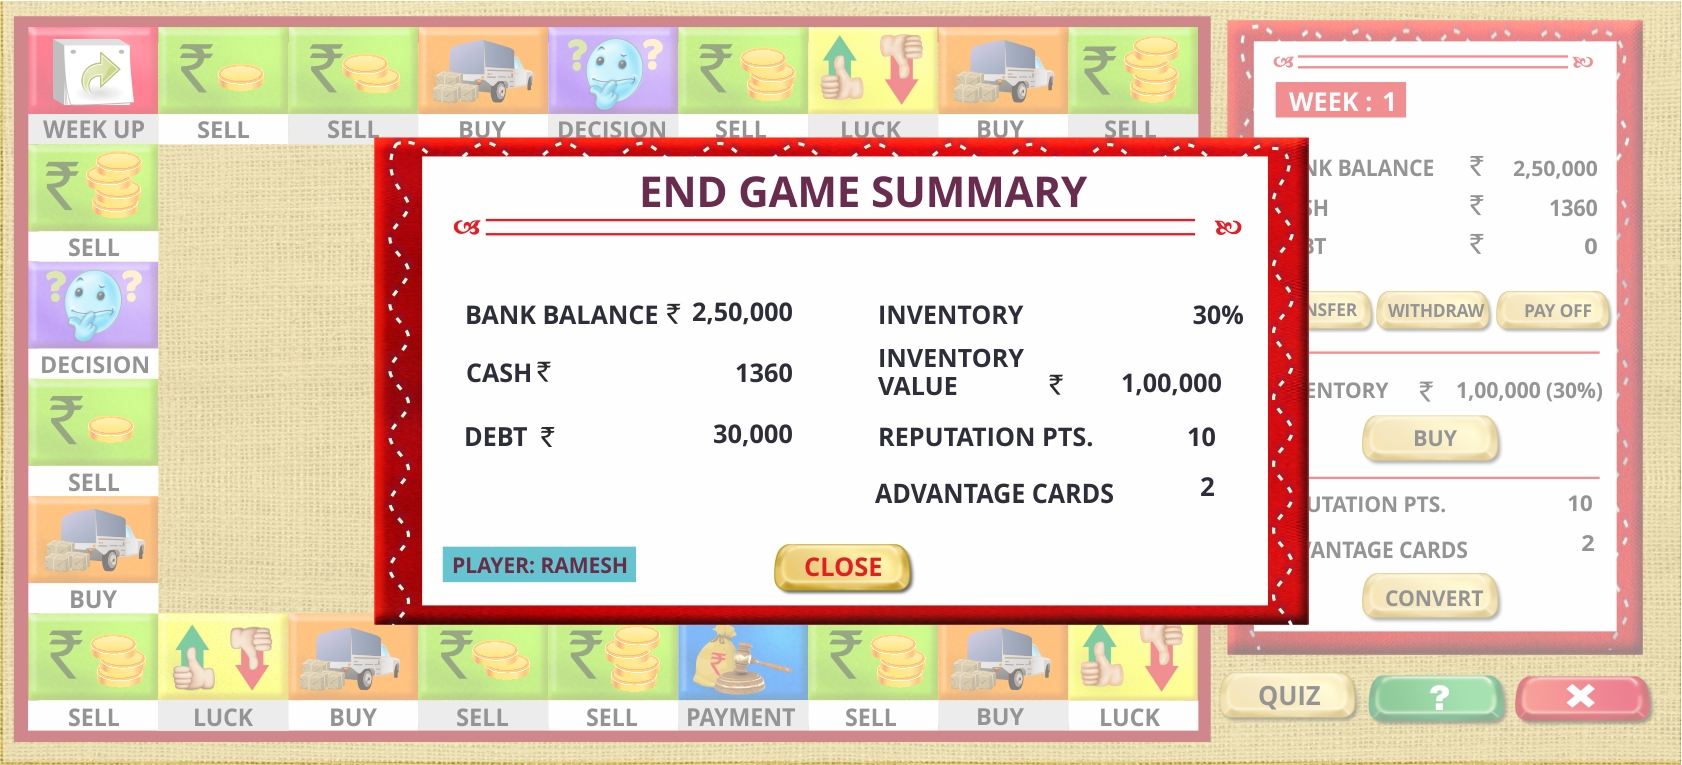 WEEK UP
SELL
SELL
BUY
DECISION
SELL
LUCK
BUY
SELL
SELL
DECISION
SELL
BUY
SELL
LUCK
BUY
SELL
SELL
PAYMENT
SELL
BUY
LUCK
END GAME SUMMARY
BANK BALANCE ₹ 2,50,000
CASH ₹ 1360
DEBT ₹ 30,000
INVENTORY 30%
INVENTORY
VALUE ₹ 1,00,000
REPUTATION PTS. 10
ADVANTAGE CARDS 2
PLAYER: RAMESH
CLOSE
WEEK : 1
NK BALANCE ₹ 2,50,000
SH ₹ 1360
BT ₹ 0
NSFER WITHDRAW PAY OFF
ENTORY ₹ 1,00,000 (30%)
BUY
UTATION PTS. 10
VANTAGE CARDS 2
CONVERT
QUIZ ?